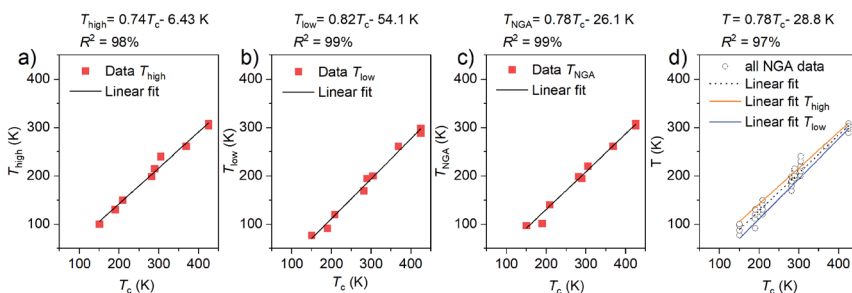 T_high = 0.74T_c - 6.43 K
R² = 98%
T_low = 0.82T_c - 54.1 K
R² = 99%
T_NGA = 0.78T_c - 26.1 K
R² = 99%
T = 0.78T_c - 28.8 K
R² = 97%
a)
Data T_high
Linear fit
T_high (K)
400
300
200
100
100 200 300 400
T_c (K)
b)
Data T_low
Linear fit
T_low (K)
400
300
200
100
100 200 300 400
T_c (K)
c)
Data T_NGA
Linear fit
T_NGA (K)
400
300
200
100
100 200 300 400
T_c (K)
d)
all NGA data
Linear fit
Linear fit T_high
Linear fit T_low
T (K)
400
300
200
100
100 200 300 400
T_c (K)